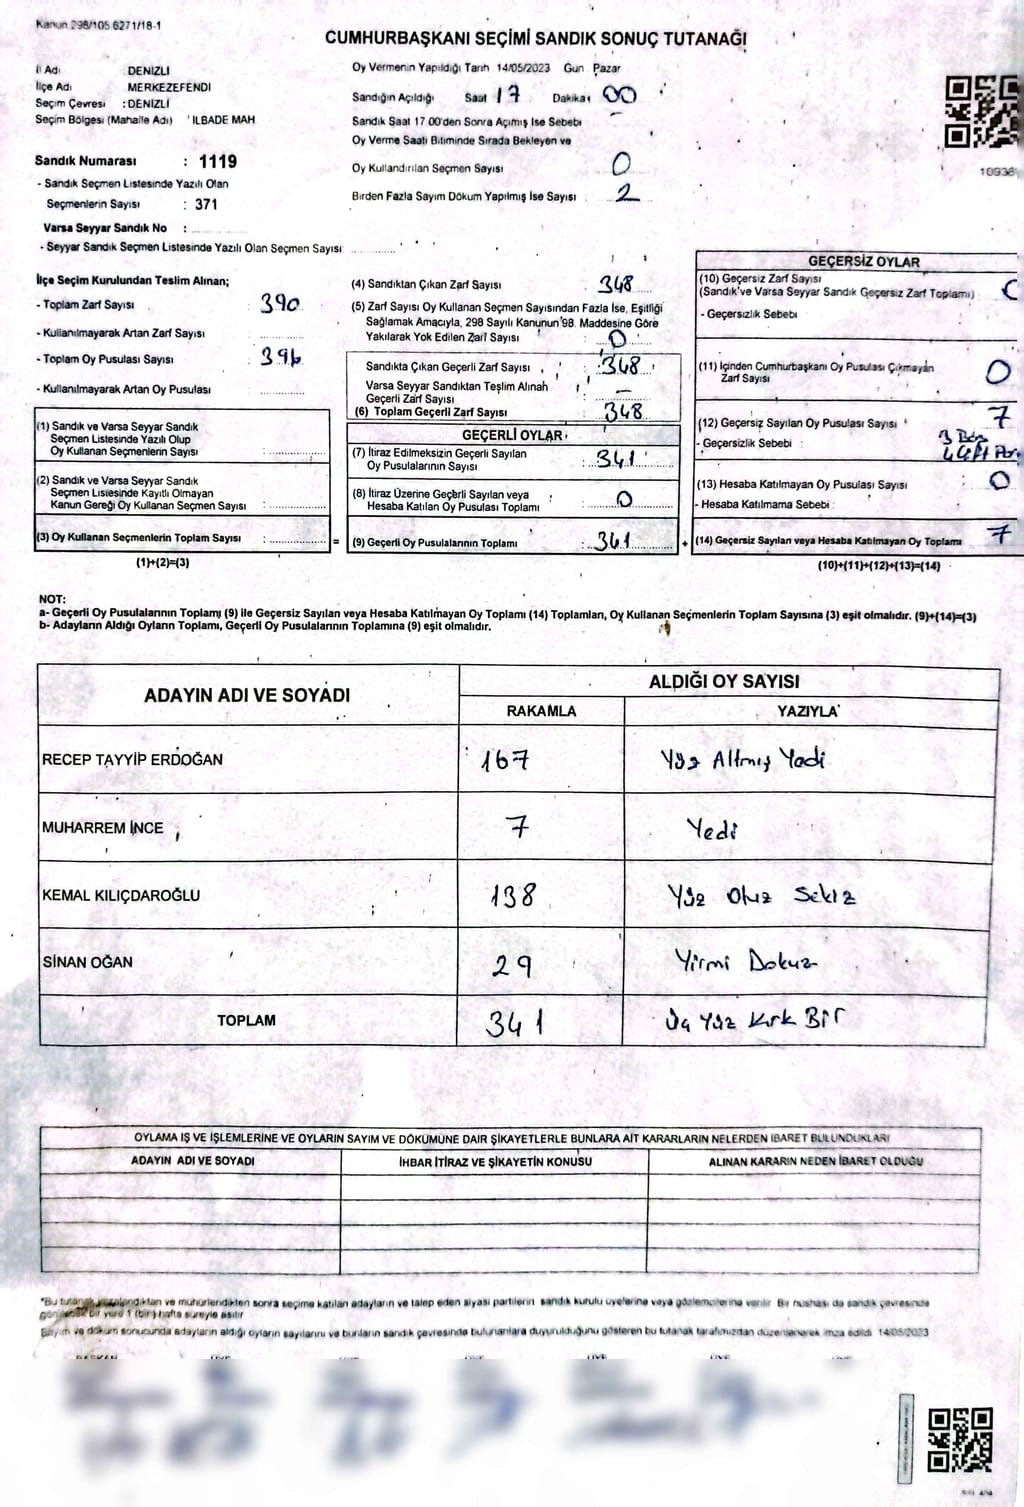 Kanun 298/105 6271/18-1
CUMHURBAŞKANI SEÇİMİ SANDIK SONUÇ TUTANAĞI
İl Adı DENİZLİ
İlçe Adı MERKEZEFENDİ
Seçim Çevresi : DENİZLİ
Seçim Bölgesi (Mahalle Adı) İLBADE MAH
Sandık Numarası : 1119
- Sandık Seçmen Listesinde Yazılı Olan
Seçmenlerin Sayısı : 371
Varsa Seyyar Sandık No :
- Seyyar Sandık Seçmen Listesinde Yazılı Olan Seçmen Sayısı
Oy Vermenin Yapıldığı Tarih 14/05/2023 Gün Pazar
Sandığın Açıldığı Saat 17 Dakika 00
Sandık Saat 17 00'den Sonra Açımış İse Sebebi
Oy Verme Saati Bitiminde Sırada Bekleyen ve
Oy Kullandırılan Seçmen Sayısı 0
Birden Fazla Sayım Döküm Yapılmış İse Sayısı 2
10936
İlçe Seçim Kurulundan Teslim Alınan;
- Toplam Zarf Sayısı 390
- Kullanılmayarak Artan Zarf Sayısı
- Toplam Oy Pusulası Sayısı 396
- Kullanılmayarak Artan Oy Pusulası
(1) Sandık ve Varsa Seyyar Sandık
Seçmen Listesinde Yazılı Olup
Oy Kullanan Seçmenlerin Sayısı :
(2) Sandık ve Varsa Seyyar Sandık
Seçmen Listesinde Kayıtlı Olmayan
Kanun Gereği Oy Kullanan Seçmen Sayısı :
(3) Oy Kullanan Seçmenlerin Toplam Sayısı : =
(1)+(2)=(3)
(4) Sandıktan Çıkan Zarf Sayısı 348
(5) Zarf Sayısı Oy Kullanan Seçmen Sayısından Fazla İse, Eşitliği
Sağlamak Amacıyla, 298 Sayılı Kanunun 98. Maddesine Göre
Yakılarak Yok Edilen Zarf Sayısı : 0
Sandıkta Çıkan Geçerli Zarf Sayısı : 348
Varsa Seyyar Sandıktan Teslim Alınan
Geçerli Zarf Sayısı : —
(6) Toplam Geçerli Zarf Sayısı : 348
GEÇERLİ OYLAR
(7) İtiraz Edilmeksizin Geçerli Sayılan
Oy Pusulalarının Sayısı : 341
(8) İtiraz Üzerine Geçerli Sayılan veya
Hesaba Katılan Oy Pusulası Toplamı : 0
(9) Geçerli Oy Pusulalarının Toplamı : 341 +
GEÇERSİZ OYLAR
(10) Geçersiz Zarf Sayısı
(Sandık ve Varsa Seyyar Sandık Geçersiz Zarf Toplamı)
- Geçersizlik Sebebi
(11) İçinden Cumhurbaşkanı Oy Pusulası Çıkmayan
Zarf Sayısı 0
(12) Geçersiz Sayılan Oy Pusulası Sayısı 7
- Geçersizlik Sebebi : 3
(13) Hesaba Katılmayan Oy Pusulası Sayısı : 0
- Hesaba Katılmama Sebebi :
(14) Geçersiz Sayılan veya Hesaba Katılmayan Oy Toplamı 7
(10)+(11)+(12)+(13)=(14)
NOT:
a- Geçerli Oy Pusulalarının Toplamı (9) ile Geçersiz Sayılan veya Hesaba Katılmayan Oy Toplamı (14) Toplamları, Oy Kullanan Seçmenlerin Toplam Sayısına (3) eşit olmalıdır. (9)+(14)=(3)
b- Adayların Aldığı Oyların Toplamı, Geçerli Oy Pusulalarının Toplamına (9) eşit olmalıdır.
ADAYIN ADI VE SOYADI ALDIĞI OY SAYISI
RAKAMLA YAZIYLA
RECEP TAYYİP ERDOĞAN 167 Yüz Altmış Yedi
MUHARREM İNCE 7 Yedi
KEMAL KILIÇDAROĞLU 138 Yüz Otuz Sekiz
SİNAN OĞAN 29 Yirmi Dokuz
TOPLAM 341 Üç Yüz Kırk Bir
OYLAMA İŞ VE İŞLEMLERİNE VE OYLARIN SAYIM VE DÖKÜMÜNE DAİR ŞİKAYETLERLE BUNLARA AİT KARARLARIN NELERDEN İBARET BULUNDUKLARI
ADAYIN ADI VE SOYADI İHBAR İTİRAZ VE ŞİKAYETİN KONUSU ALINAN KARARIN NEDEN İBARET OLDUĞU
*Bu tutanak düzenlendikten ve mühürlendikten sonra seçime katılan adayların ve talep eden siyasi partilerin sandık kurulu üyelerine veya gözlemcilerine verilir Bir nüshası da sandık çevresinde
görülebilecek bir yere 1 (bir) hafta süreyle asılır
Sayım ve döküm sonucunda adayların aldığı oyların sayılarını ve bunların sandık çevresinde bulunanlara duyurulduğunu gösteren bu tutanak tarafımızdan düzenlenerek imza edildi 14/05/2023
BAŞKAN ÜYE ÜYE ÜYE ÜYE ÜYE